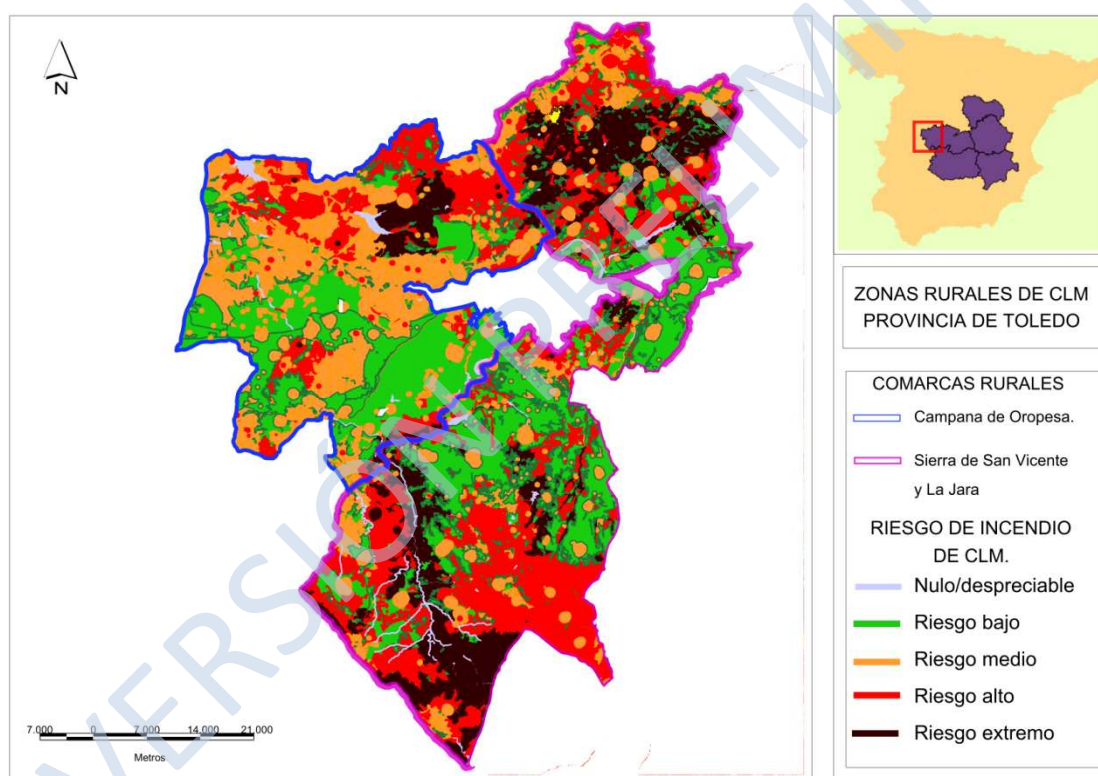 N
7.000 0 7.000 14.000 21.000
Metros
ZONAS RURALES DE CLM
PROVINCIA DE TOLEDO
COMARCAS RURALES
Campana de Oropesa.
Sierra de San Vicente
y La Jara
RIESGO DE INCENDIO
DE CLM.
Nulo/despreciable
Riesgo bajo
Riesgo medio
Riesgo alto
Riesgo extremo
VERSIÓN PRELIMI